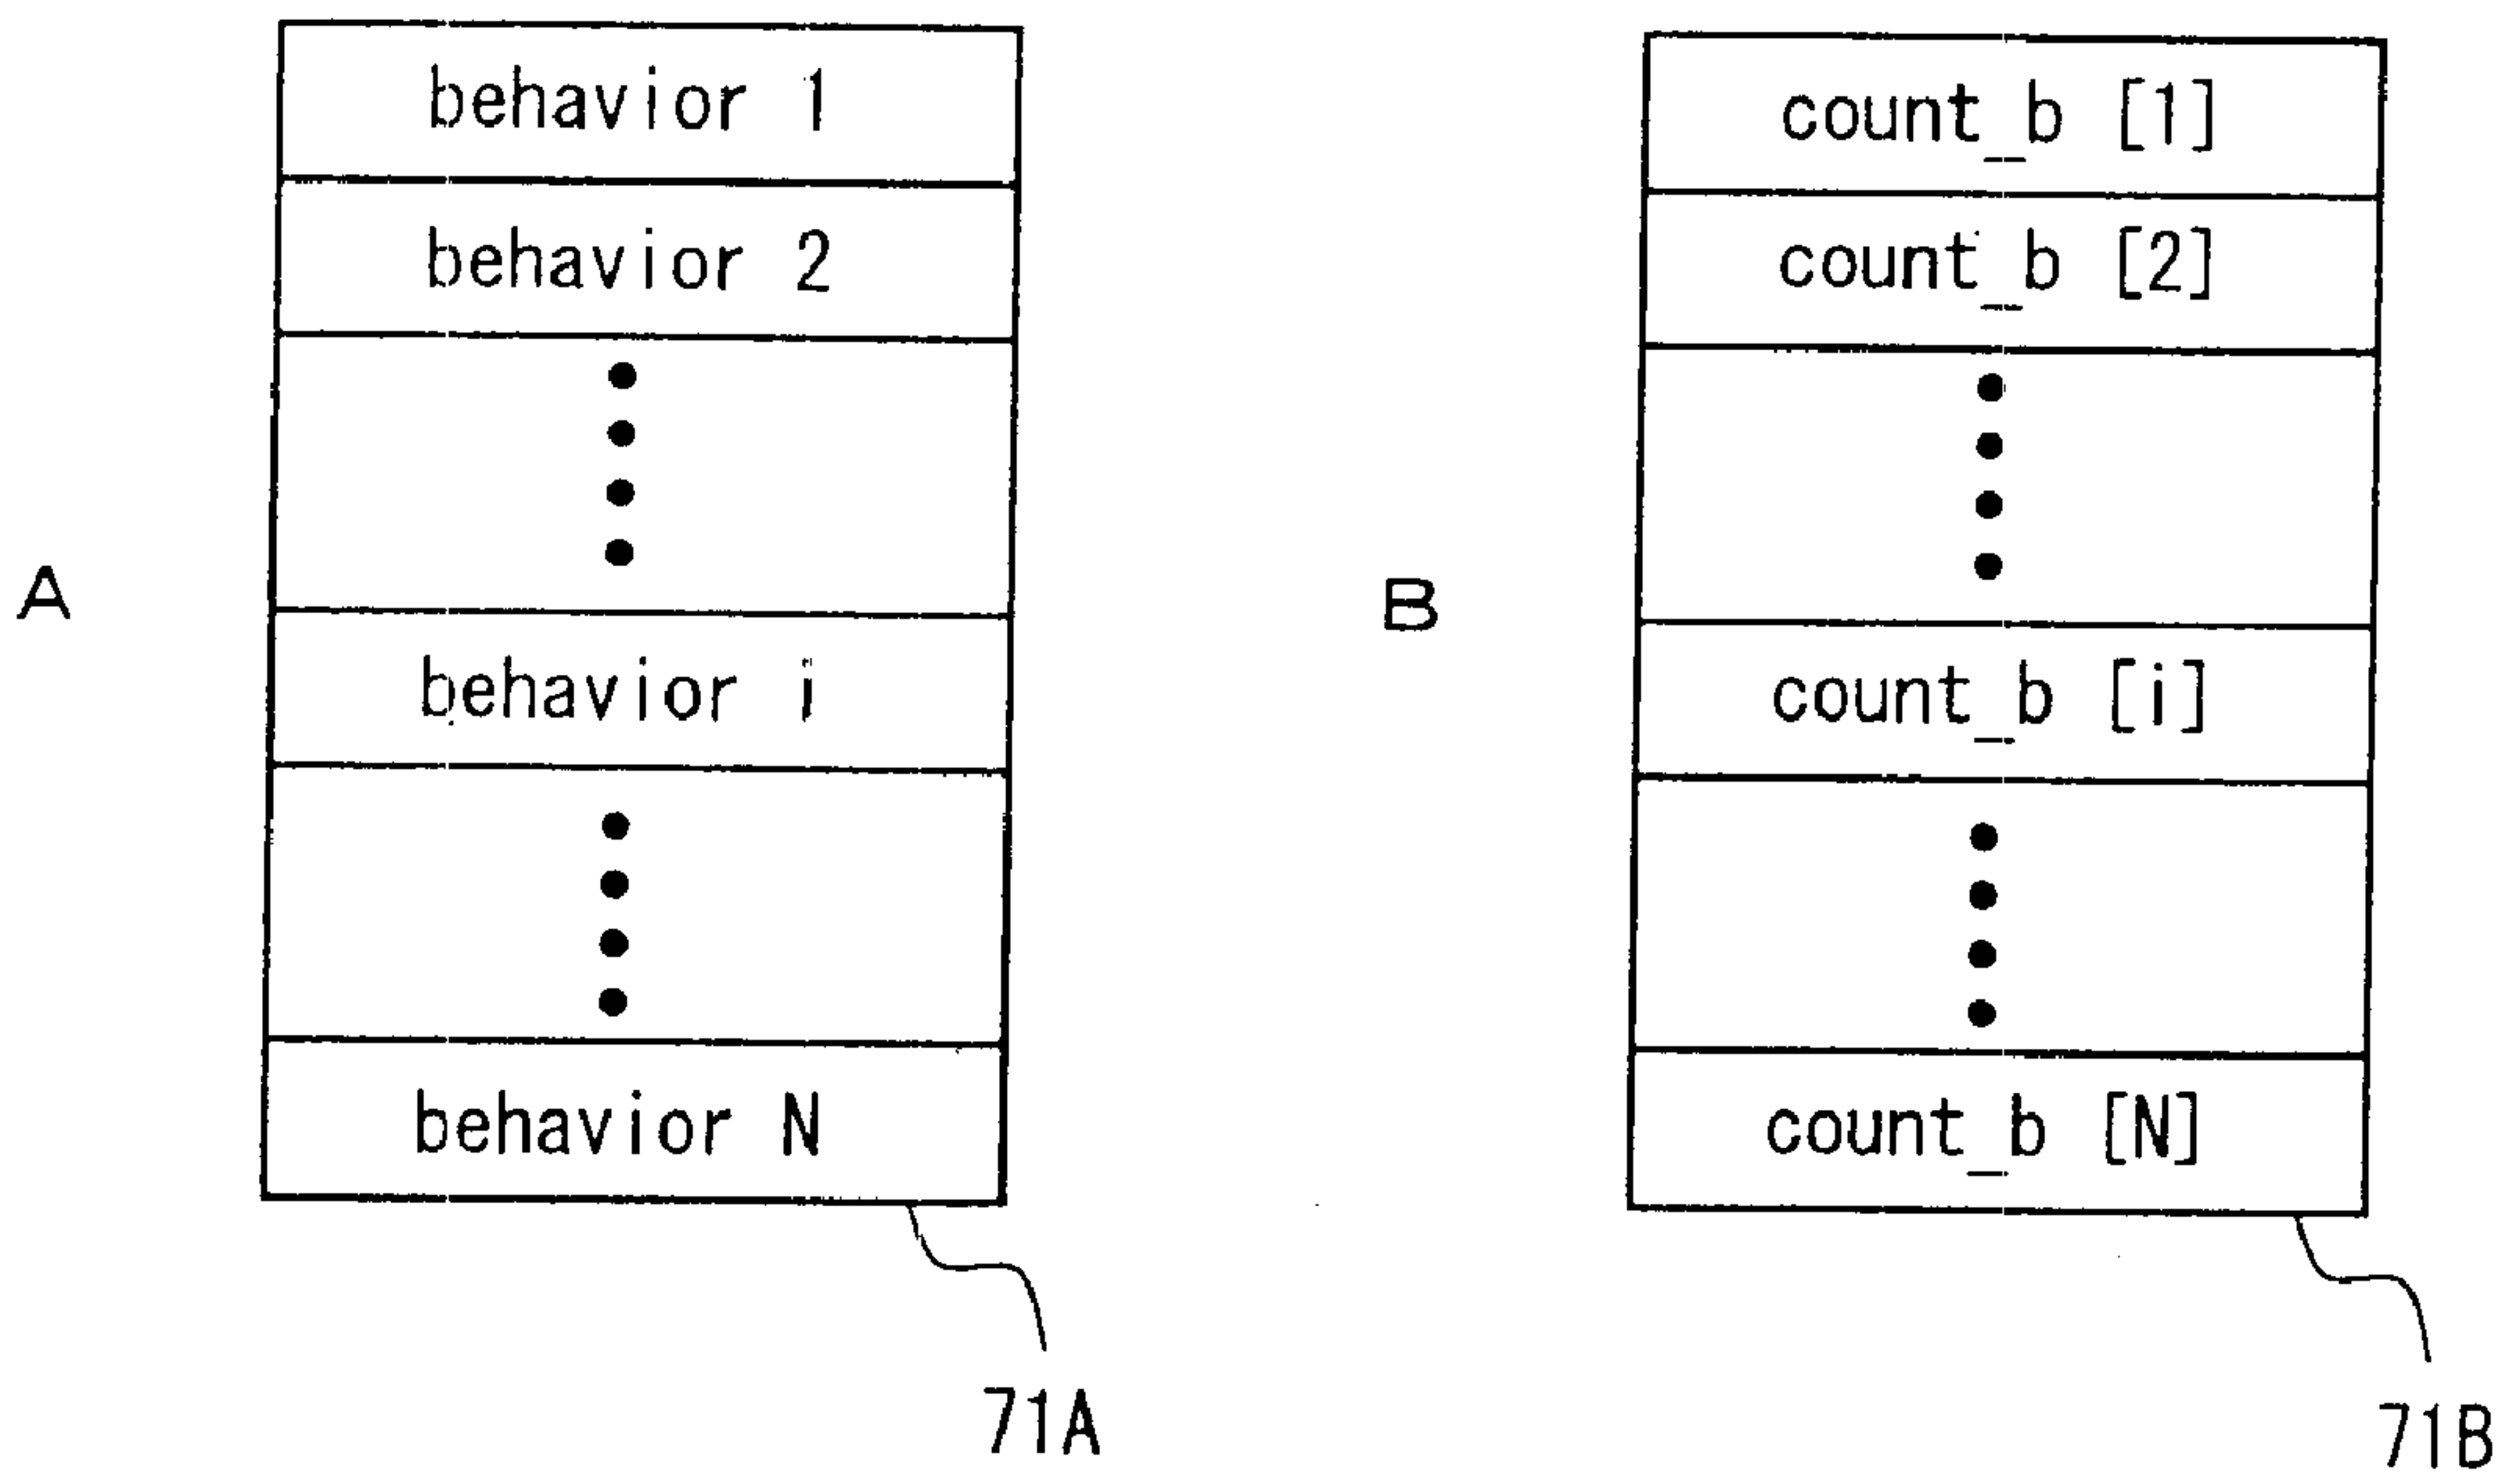 A
behavior 1
behavior 2
behavior i
behavior N
71A
B
count_b [1]
count_b [2]
count_b [i]
count_b [N]
71B